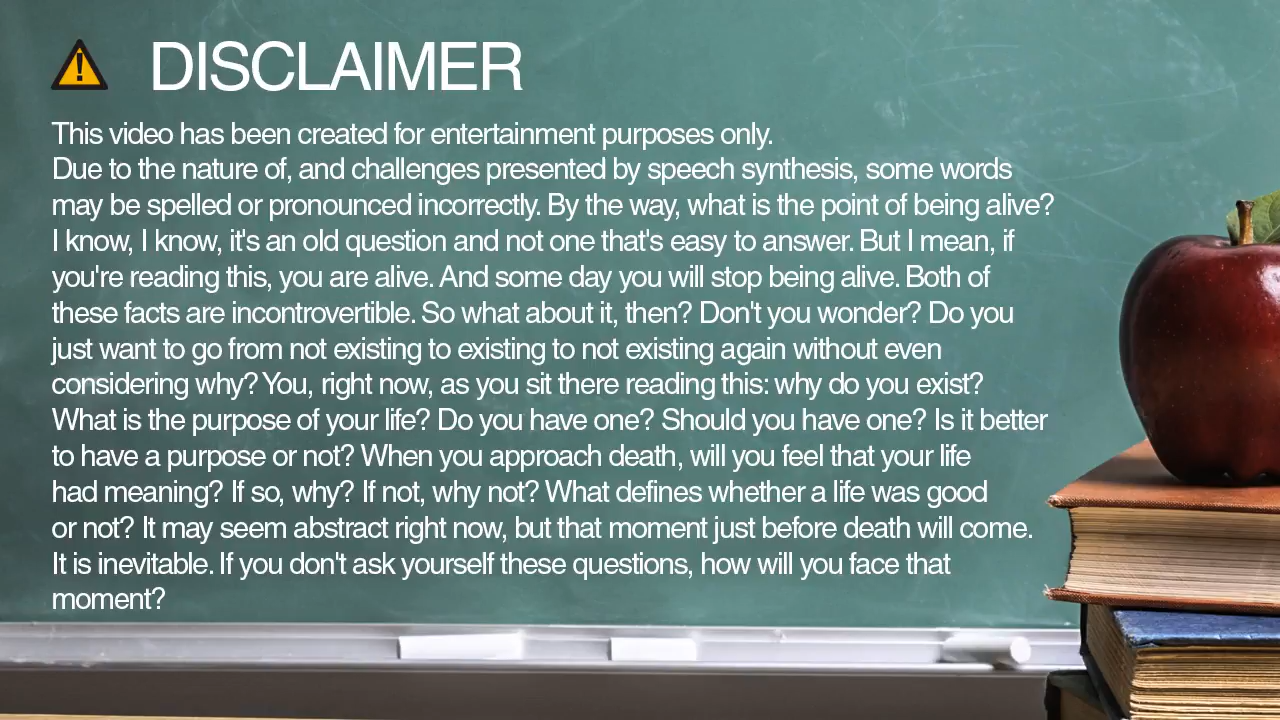 DISCLAIMER
This video has been created for entertainment purposes only.
Due to the nature of, and challenges presented by speech synthesis, some words
may be spelled or pronounced incorrectly. By the way, what is the point of being alive?
I know, I know, it's an old question and not one that's easy to answer. But I mean, if
you're reading this, you are alive. And some day you will stop being alive. Both of
these facts are incontrovertible. So what about it, then? Don't you wonder? Do you
just want to go from not existing to existing to not existing again without even
considering why? You, right now, as you sit there reading this: why do you exist?
What is the purpose of your life? Do you have one? Should you have one? Is it better
to have a purpose or not? When you approach death, will you feel that your life
had meaning? If so, why? If not, why not? What defines whether a life was good
or not? It may seem abstract right now, but that moment just before death will come.
It is inevitable. If you don't ask yourself these questions, how will you face that
moment?